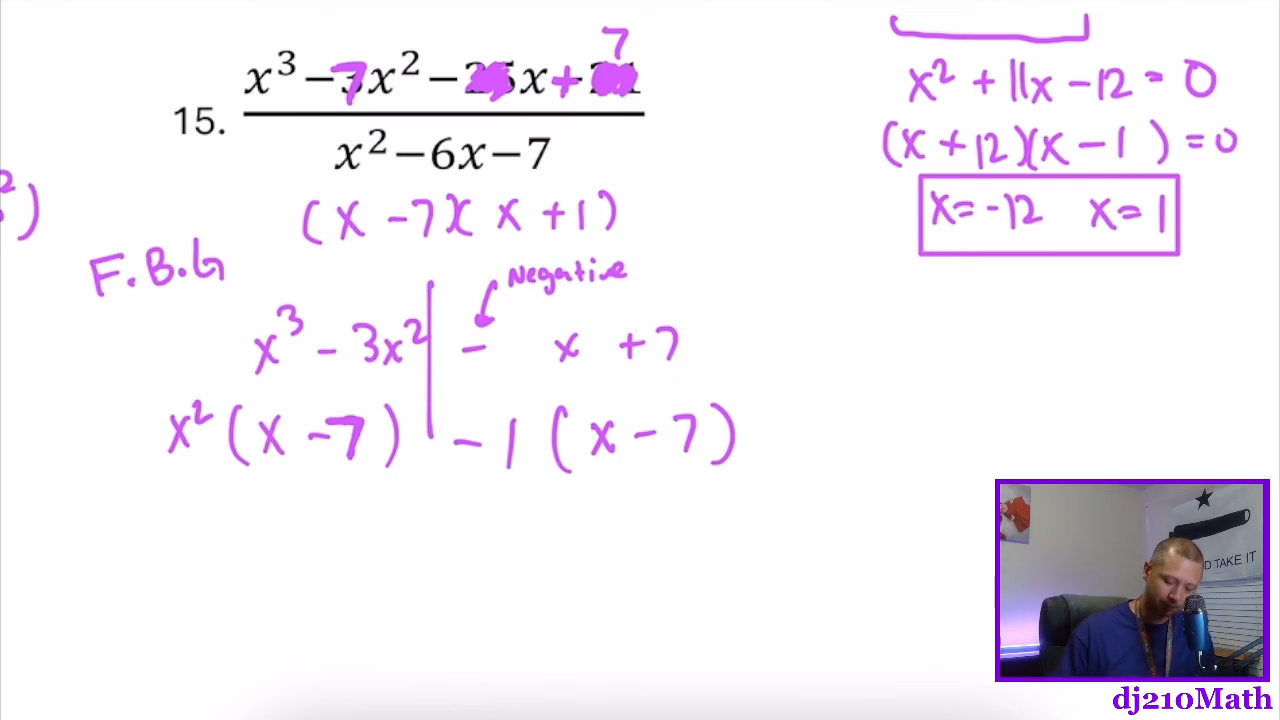 7
x³ – 7x² – x + 
15.
x² – 6x – 7
(x – 7)(x + 1)
²)
F.B.G
Negative
x³ – 3x² – x + 7
x²(x – 7) – 1(x – 7)
x² + 11x – 12 = 0
(x + 12)(x – 1) = 0
x = -12 x = 1
D TAKE IT
dj210Math